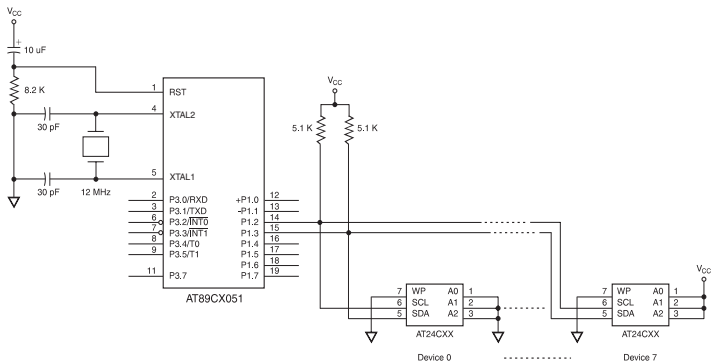 VCC
+
10 uF
8.2 K
30 pF
30 pF
12 MHz
1 RST
4 XTAL2
5 XTAL1
2 P3.0/RXD +P1.0 12
3 P3.1/TXD -P1.1 13
6 P3.2/INT0 P1.2 14
7 P3.3/INT1 P1.3 15
8 P3.4/T0 P1.4 16
9 P3.5/T1 P1.5 17
P1.6 18
11 P3.7 P1.7 19
AT89CX051
VCC
5.1 K 5.1 K
7 WP A0 1
6 SCL A1 2
5 SDA A2 3
AT24CXX
Device 0
VCC
7 WP A0 1
6 SCL A1 2
5 SDA A2 3
AT24CXX
Device 7